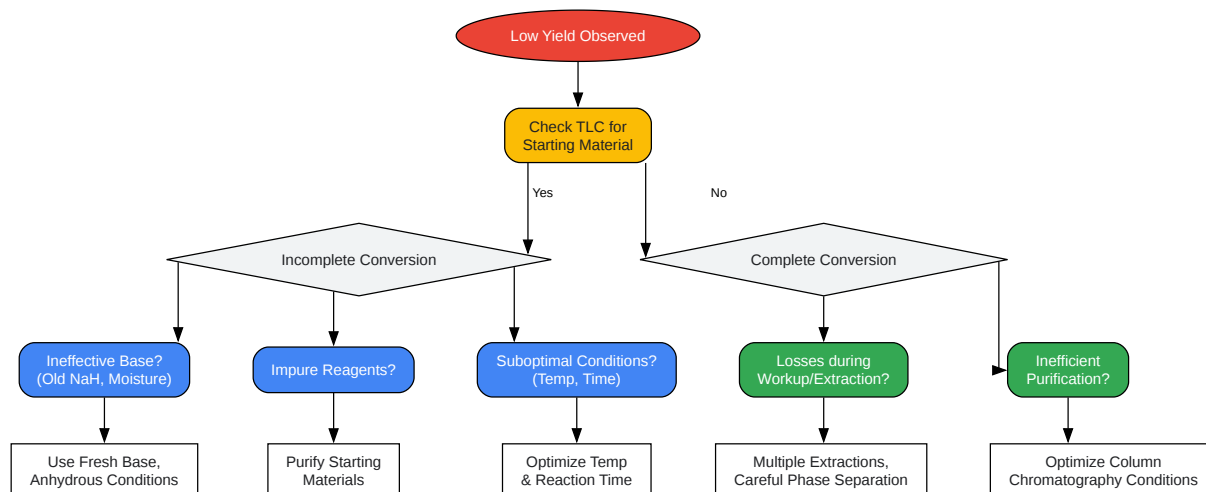 Low Yield Observed
Check TLC for
Starting Material
Yes
No
Incomplete Conversion
Complete Conversion
Ineffective Base?
(Old NaH, Moisture)
Impure Reagents?
Suboptimal Conditions?
(Temp, Time)
Losses during
Workup/Extraction?
Inefficient
Purification?
Use Fresh Base,
Anhydrous Conditions
Purify Starting
Materials
Optimize Temp
& Reaction Time
Multiple Extractions,
Careful Phase Separation
Optimize Column
Chromatography Conditions